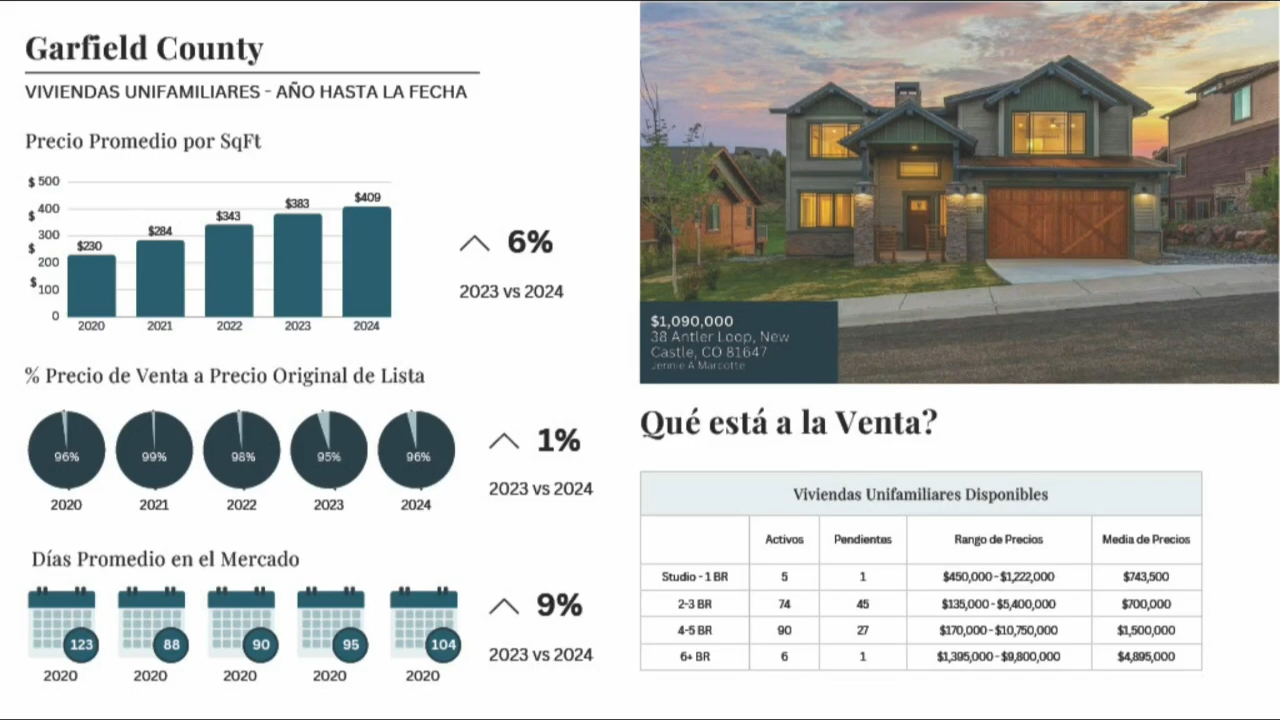 Garfield County
VIVIENDAS UNIFAMILIARES - AÑO HASTA LA FECHA
Precio Promedio por SqFt
$ 500
$ 400
300
$ 200
$ 100
0
$230
$284
$343
$383
$409
2020 2021 2022 2023 2024
6%
2023 vs 2024
% Precio de Venta a Precio Original de Lista
96% 99% 98% 95% 96%
2020 2021 2022 2023 2024
1%
2023 vs 2024
Días Promedio en el Mercado
123 88 90 95 104
2020 2020 2020 2020 2020
9%
2023 vs 2024
$1,090,000
38 Antler Loop, New
Castle, CO 81647
Jennie A Marcotte
Qué está a la Venta?
Viviendas Unifamiliares Disponibles
Activos Pendientes Rango de Precios Media de Precios
Studio - 1 BR 5 1 $450,000 - $1,222,000 $743,500
2-3 BR 74 45 $135,000 - $5,400,000 $700,000
4-5 BR 90 27 $170,000 - $10,750,000 $1,500,000
6+ BR 6 1 $1,395,000 - $9,800,000 $4,895,000